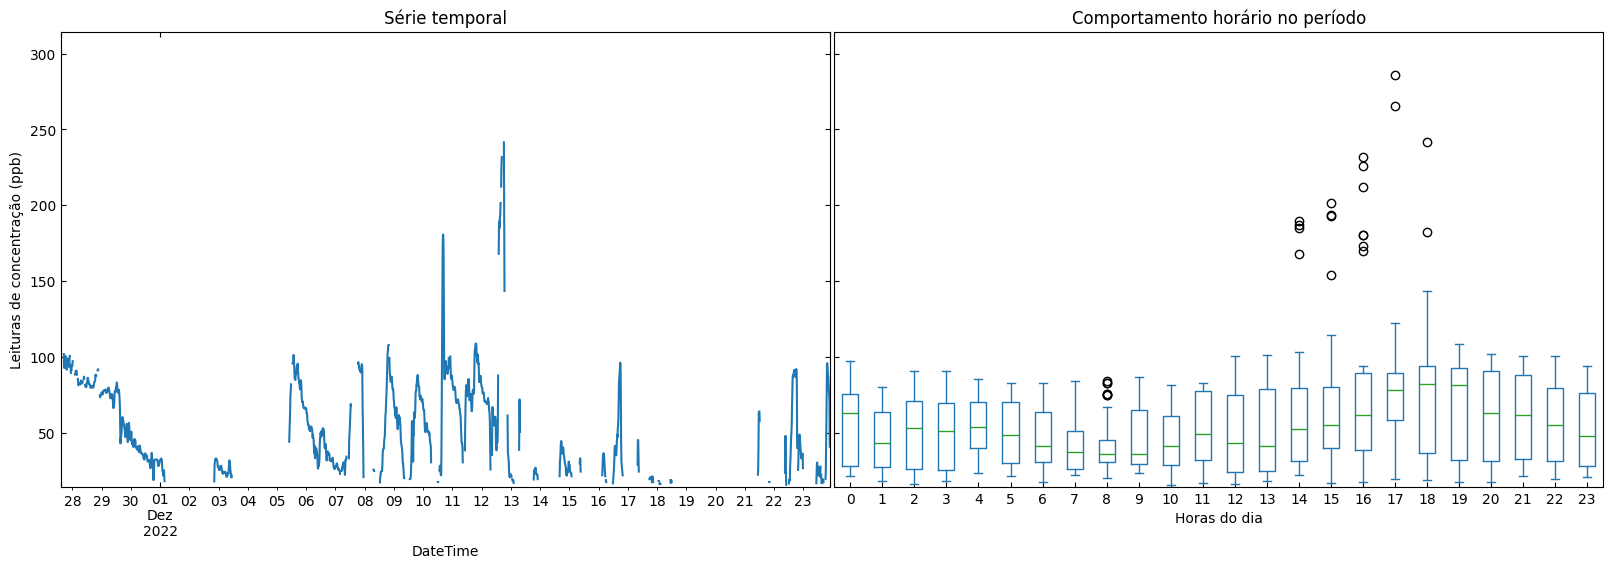 Série temporal
Comportamento horário no período
Leituras de concentração (ppb)
300
250
200
150
100
50
28 29 30 01 02 03 04 05 06 07 08 09 10 11 12 13 14 15 16 17 18 19 20 21 22 23
Dez
2022
DateTime
0 1 2 3 4 5 6 7 8 9 10 11 12 13 14 15 16 17 18 19 20 21 22 23
Horas do dia